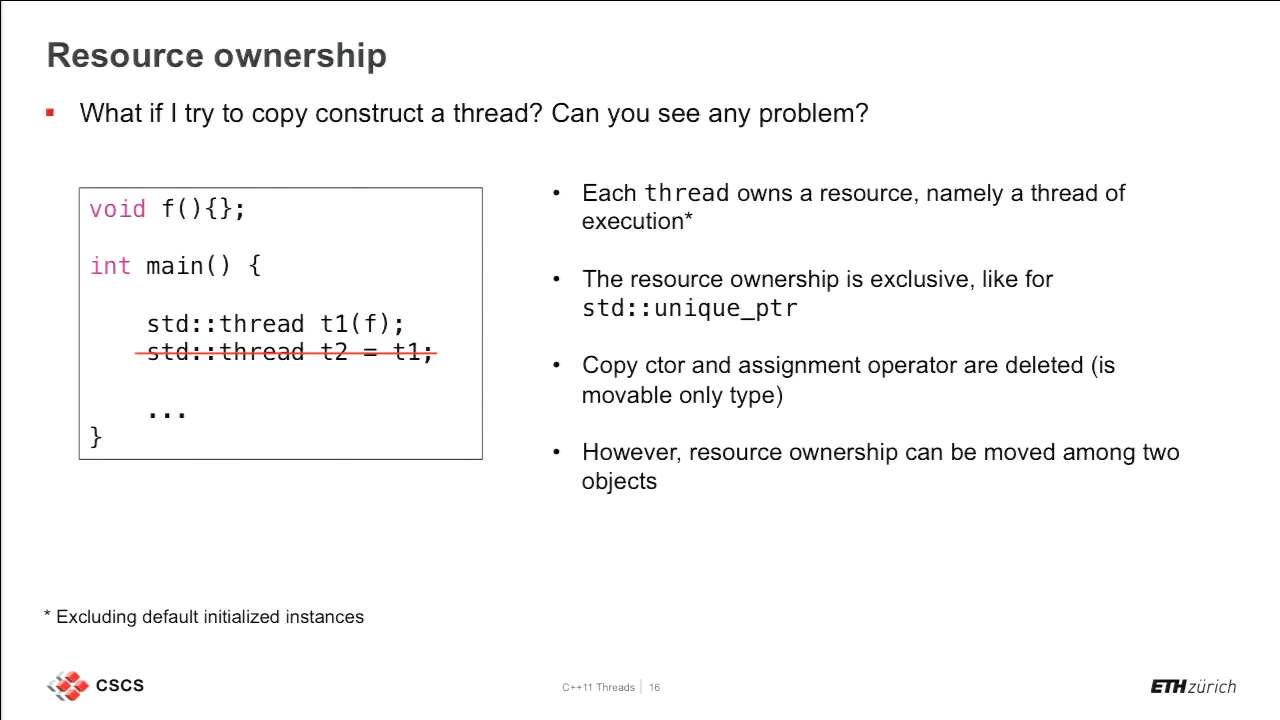 Resource ownership
▪ What if I try to copy construct a thread? Can you see any problem?
void f(){};
int main() {
std::thread t1(f);
std::thread t2 = t1;
...
}
• Each thread owns a resource, namely a thread of
execution*
• The resource ownership is exclusive, like for
std::unique_ptr
• Copy ctor and assignment operator are deleted (is
movable only type)
• However, resource ownership can be moved among two
objects
* Excluding default initialized instances
CSCS
C++11 Threads | 16
ETH zürich